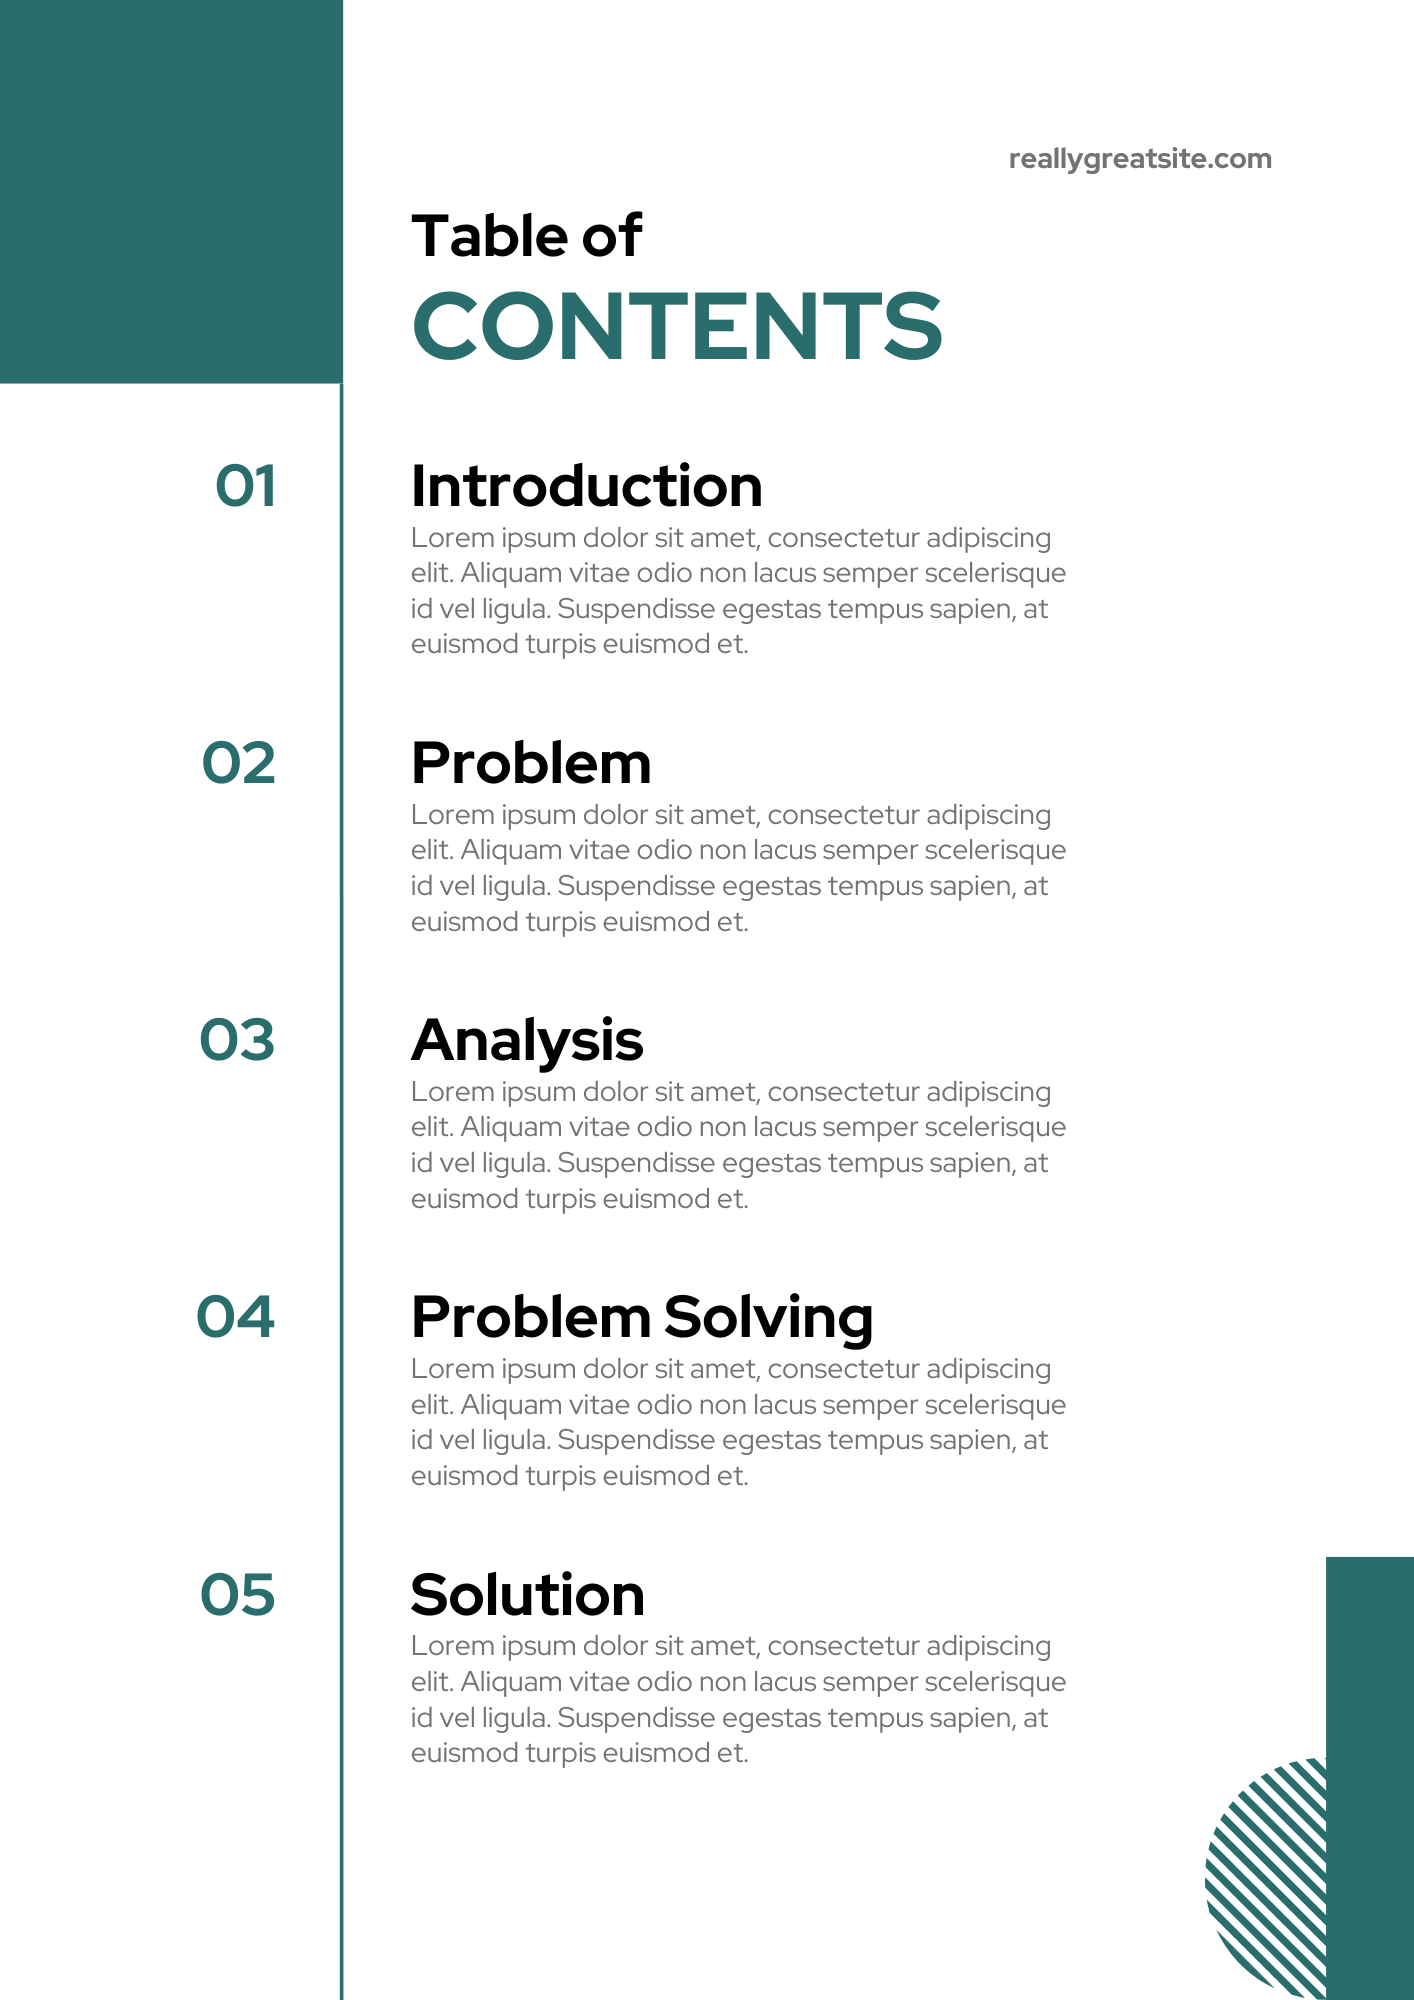 reallygreatsite.com
Table of
CONTENTS
01
Introduction
Lorem ipsum dolor sit amet, consectetur adipiscing
elit. Aliquam vitae odio non lacus semper scelerisque
id vel ligula. Suspendisse egestas tempus sapien, at
euismod turpis euismod et.
02
Problem
Lorem ipsum dolor sit amet, consectetur adipiscing
elit. Aliquam vitae odio non lacus semper scelerisque
id vel ligula. Suspendisse egestas tempus sapien, at
euismod turpis euismod et.
03
Analysis
Lorem ipsum dolor sit amet, consectetur adipiscing
elit. Aliquam vitae odio non lacus semper scelerisque
id vel ligula. Suspendisse egestas tempus sapien, at
euismod turpis euismod et.
04
Problem Solving
Lorem ipsum dolor sit amet, consectetur adipiscing
elit. Aliquam vitae odio non lacus semper scelerisque
id vel ligula. Suspendisse egestas tempus sapien, at
euismod turpis euismod et.
05
Solution
Lorem ipsum dolor sit amet, consectetur adipiscing
elit. Aliquam vitae odio non lacus semper scelerisque
id vel ligula. Suspendisse egestas tempus sapien, at
euismod turpis euismod et.